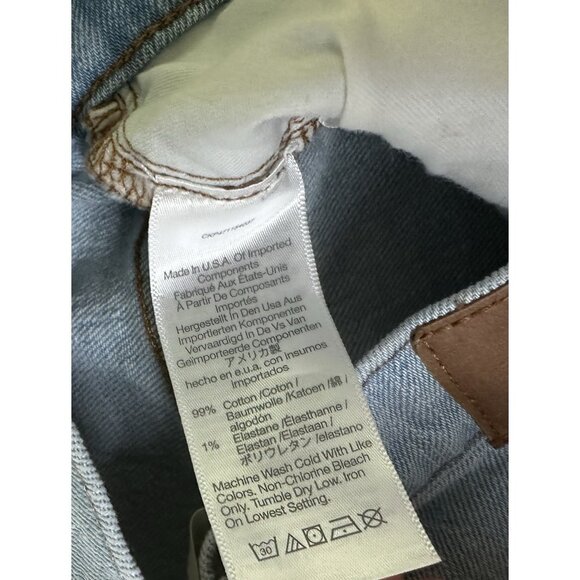 Made In U.S.A. Of Imported
Components
Fabriqué Aux États-Unis
À Partir De Composants
Importés
Hergestellt In Den Usa Aus
Importierten Komponenten
Vervaardigd In De Vs Van
Geïmporteerde Componenten
アメリカ製
hecho en e.u.a. con insumos
importados
99% Cotton /Coton /
Baumwolle /Katoen /綿 /
algodón
1% Elastane /Élasthanne /
Elastan /Elastaan /
ポリウレタン /elastano
Machine Wash Cold With Like
Colors. Non-Chlorine Bleach
Only. Tumble Dry Low. Iron
On Lowest Setting.
30